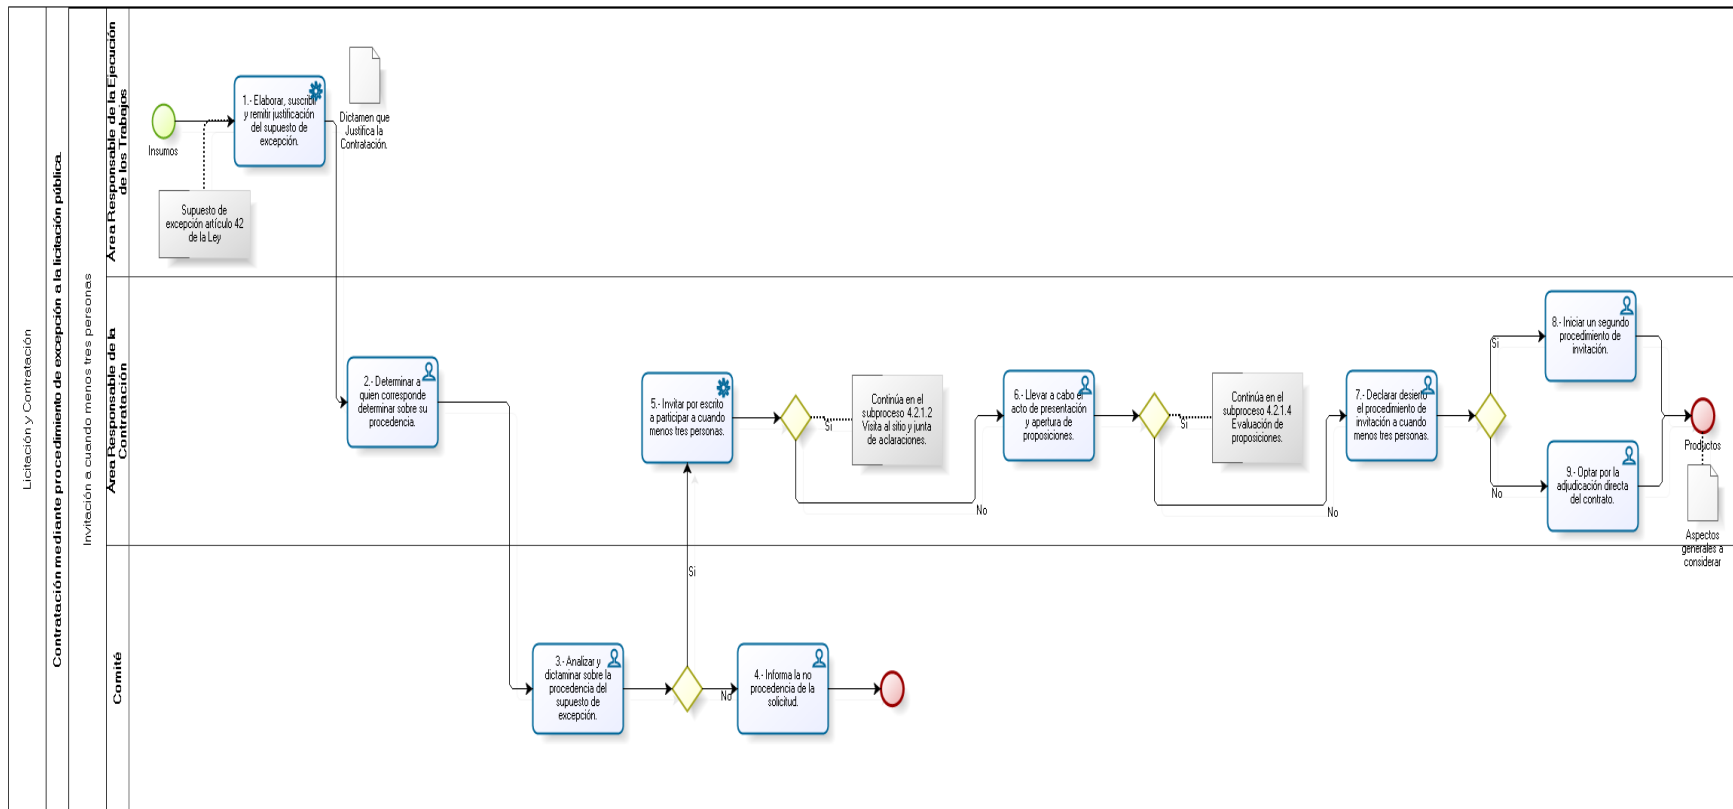 Licitación y Contratación
Contratación mediante procedimiento de excepción a la licitación pública.
Invitación a cuando menos tres personas
Área Responsable de la Ejecución
de los Trabajos
Insumos
1.- Elaborar, suscribir
y remitir justificación
del supuesto de
excepción.
Dictamen que
Justifica la
Contratación.
Supuesto de
excepción artículo 42
de la Ley
Área Responsable de la
Contratación
2.- Determinar a
quien corresponde
determinar sobre su
procedencia.
5.- Invitar por escrito
a participar a cuando
menos tres personas.
Si
Continúa en el
subproceso 4.2.1.2
Visita al sitio y junta
de aclaraciones.
No
6.- Llevar a cabo el
acto de presentación
y apertura de
proposiciones.
Si
Continúa en el
subproceso 4.2.1.4
Evaluación de
proposiciones.
No
7.- Declarar desierto
el procedimiento de
invitación a cuando
menos tres personas.
Si
8.- Iniciar un segundo
procedimiento de
invitación.
No
9.- Optar por la
adjudicación directa
del contrato.
Productos
Aspectos
generales a
considerar
Comité
3.- Analizar y
dictaminar sobre la
procedencia del
supuesto de
excepción.
Si
No
4.- Informa la no
procedencia de la
solicitud.